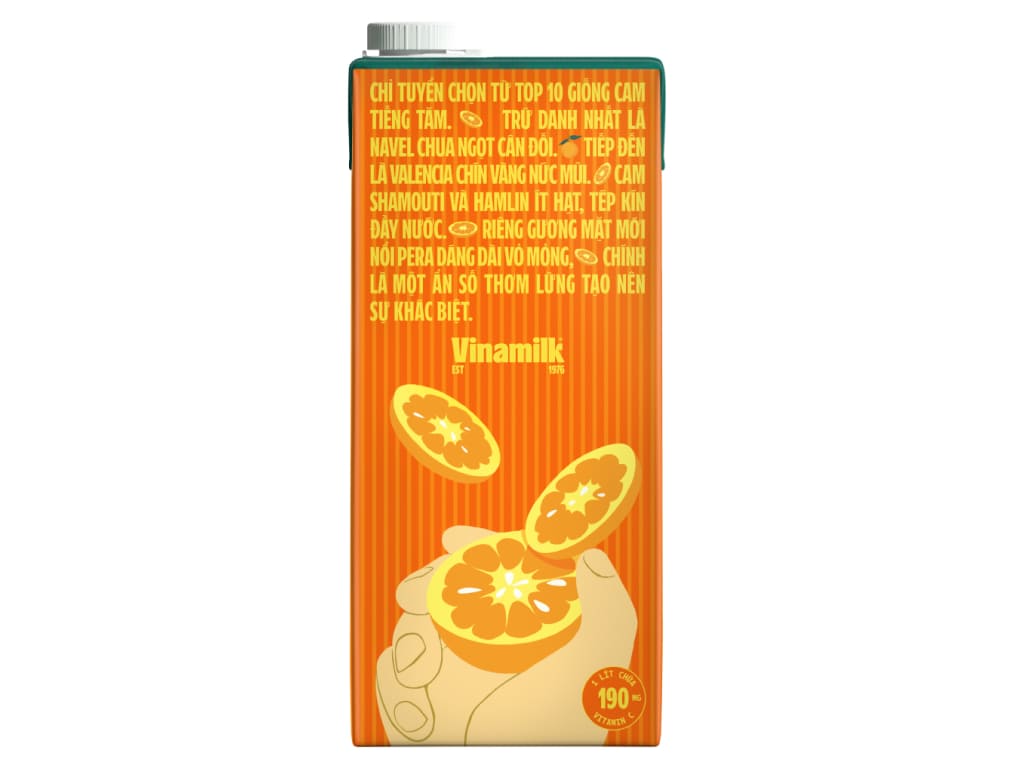 CHỈ TUYỂN CHỌN TỪ TOP 10 GIỐNG CAM
TIẾNG TĂM. TRỨ DANH NHẤT LÀ
NAVEL CHUA NGỌT CÂN ĐỐI. TIẾP ĐẾN
LÀ VALENCIA CHÍN VÀNG NỨC MŨI. CAM
SHAMOUTI VÀ HAMLIN ÍT HẠT, TÉP KÍN
ĐẦY NƯỚC. RIÊNG GƯƠNG MẶT MỚI
NỔI PERA DÁNG DÀI VỎ MỎNG, CHÍNH
LÀ MỘT ẨN SỐ THƠM LỪNG TẠO NÊN
SỰ KHÁC BIỆT.
Vinamilk
EST 1976
1 LÍT CHỨA
190 MG
VITAMIN C